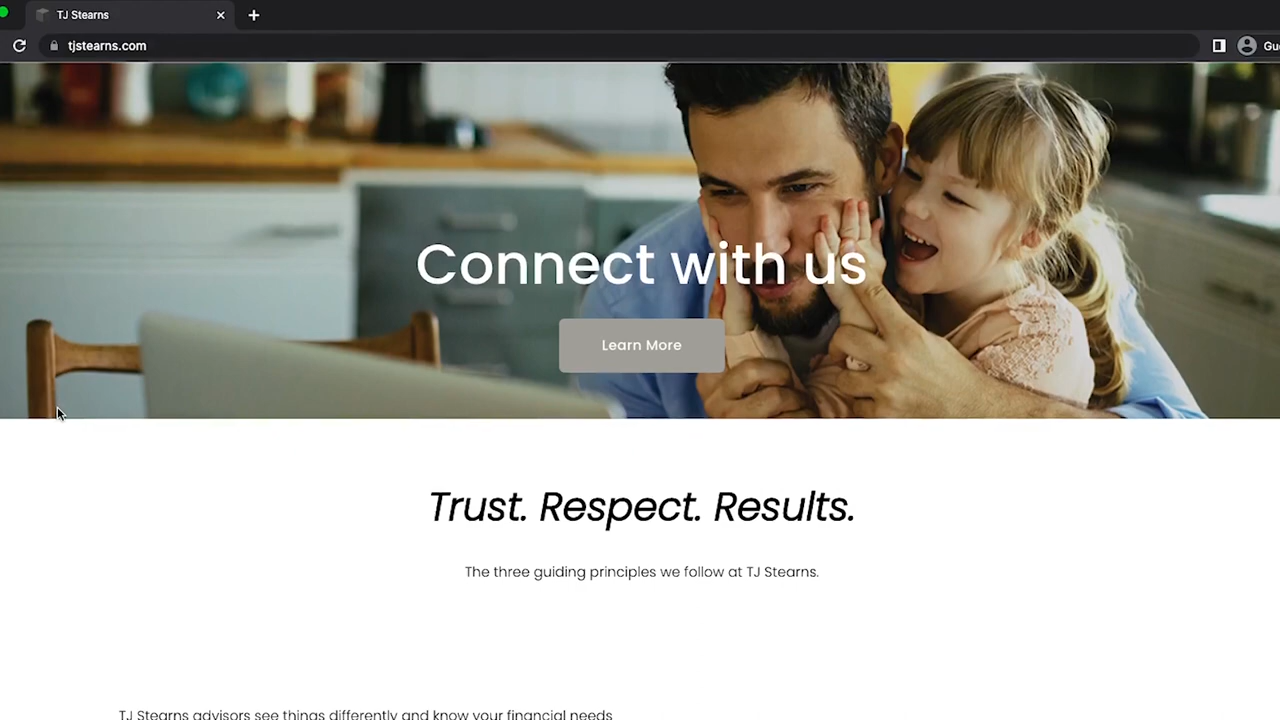 TJ Stearns
tjstearns.com
Connect with us
Learn More
Trust. Respect. Results.
The three guiding principles we follow at TJ Stearns.
TJ Stearns advisors see things differently and know your financial needs